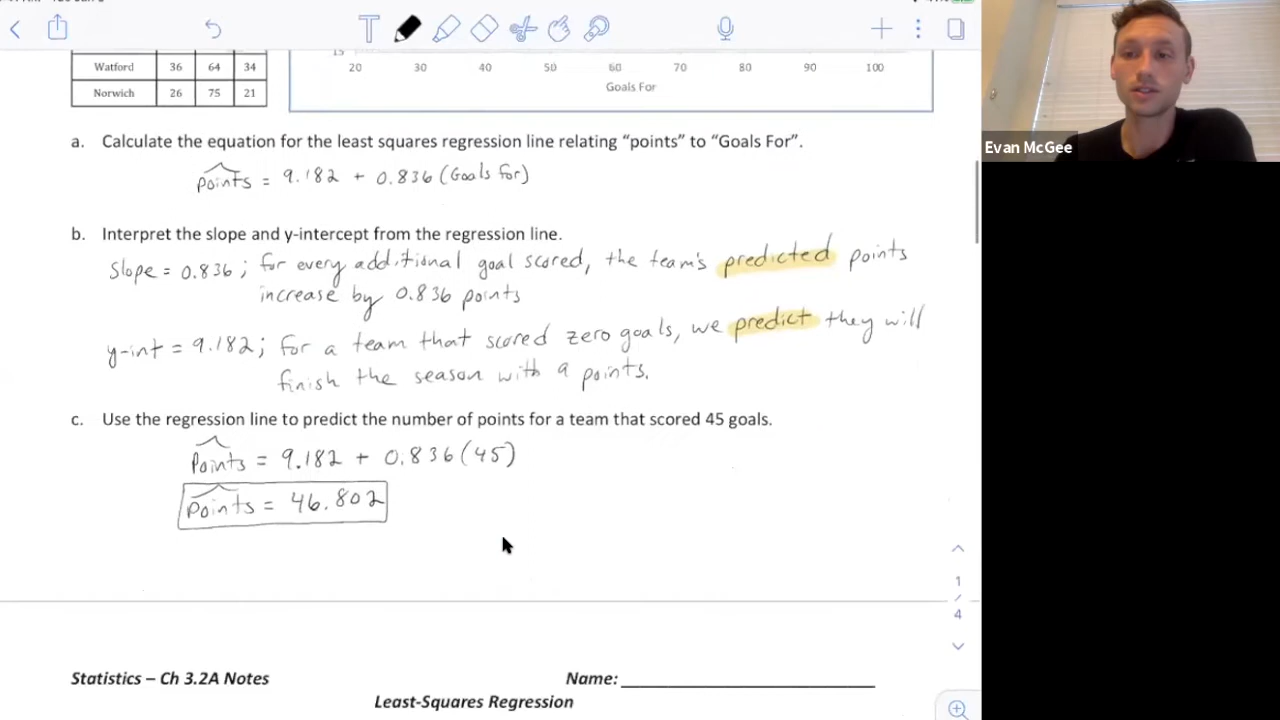 Watford 36 64 34
Norwich 26 75 21
15
20 30 40 50 60 70 80 90 100
Goals For
Evan McGee
a. Calculate the equation for the least squares regression line relating “points” to “Goals For”.
points = 9.182 + 0.836 (Goals for)
b. Interpret the slope and y-intercept from the regression line.
Slope = 0.836 ; for every additional goal scored, the team's predicted points
increase by 0.836 points
y-int = 9.182 ; for a team that scored zero goals, we predict they will
finish the season with 9 points.
c. Use the regression line to predict the number of points for a team that scored 45 goals.
Points = 9.182 + 0.836 (45)
points = 46.802
1
/
4
Statistics – Ch 3.2A Notes Name:
Least-Squares Regression